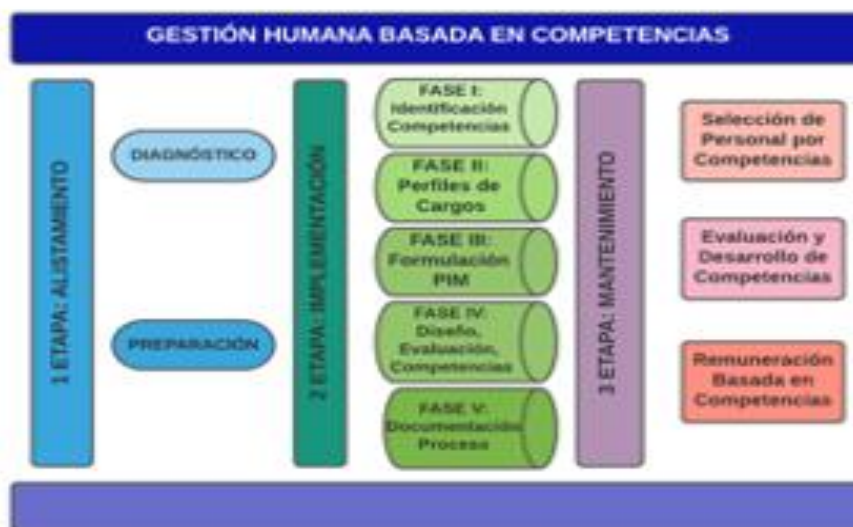 GESTIÓN HUMANA BASADA EN COMPETENCIAS
1 ETAPA: ALISTAMIENTO
DIAGNÓSTICO
PREPARACIÓN
2 ETAPA: IMPLEMENTACIÓN
FASE I:
Identificación
Competencias
FASE II:
Perfiles de
Cargos
FASE III:
Formulación
PIM
FASE IV:
Diseño,
Evaluación,
Competencias
FASE V:
Documentación
Proceso
3 ETAPA: MANTENIMIENTO
Selección de
Personal por
Competencias
Evaluación y
Desarrollo de
Competencias
Remuneración
Basada en
Competencias